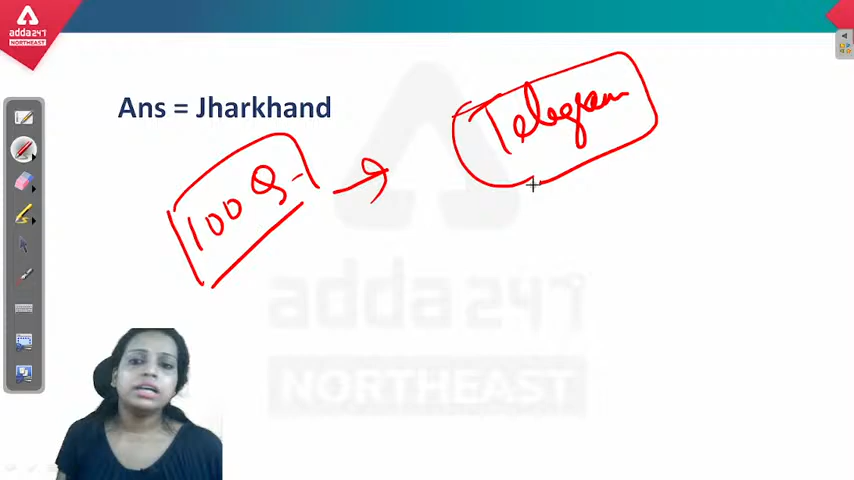 adda247
NORTHEAST
Ans = Jharkhand
Telegram
100 Q.
adda247
NORTHEAST